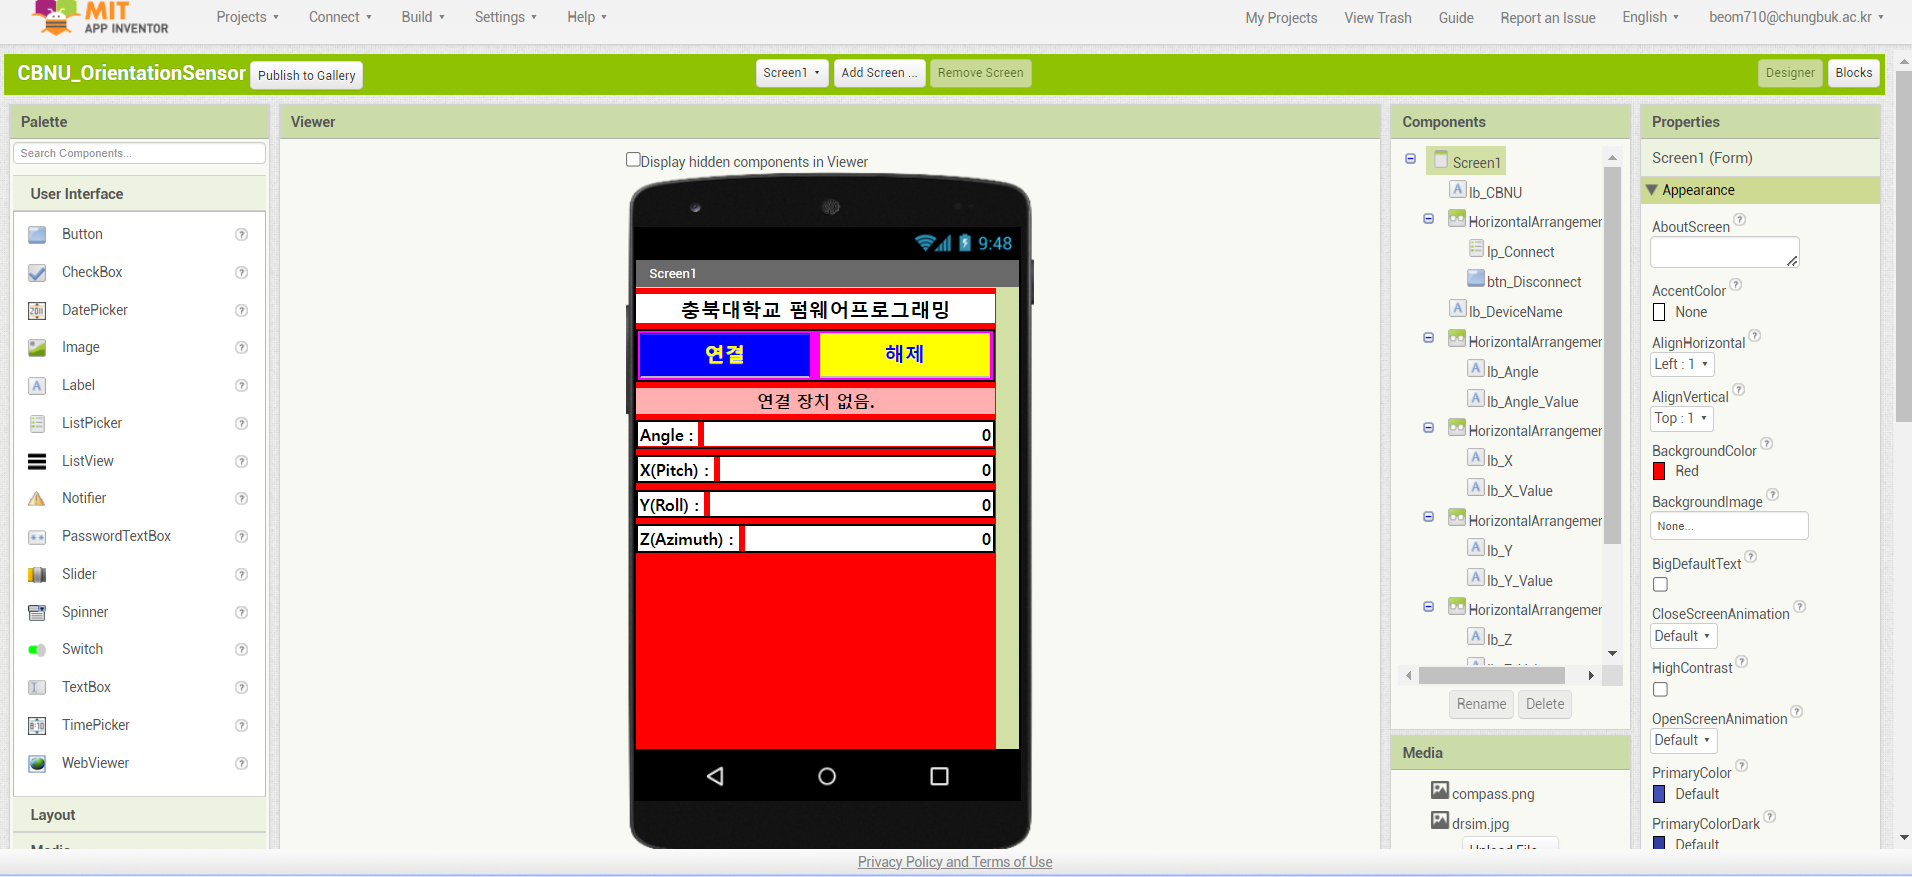 MIT
APP INVENTOR
Projects Connect Build Settings Help My Projects View Trash Guide Report an Issue English beom710@chungbuk.ac.kr
CBNU_OrientationSensor Publish to Gallery Screen1 Add Screen ... Remove Screen Designer Blocks
Palette
Search Components...
User Interface
Button ?
CheckBox ?
DatePicker ?
Image ?
Label ?
ListPicker ?
ListView ?
Notifier ?
PasswordTextBox ?
Slider ?
Spinner ?
Switch ?
TextBox ?
TimePicker ?
WebViewer ?
Layout
Media
Viewer
Display hidden components in Viewer
9:48
Screen1
충북대학교 펌웨어프로그래밍
연결 해제
연결 장치 없음.
Angle : 0
X(Pitch) : 0
Y(Roll) : 0
Z(Azimuth) : 0
Components
Screen1
lb_CBNU
HorizontalArrangemer
lp_Connect
btn_Disconnect
lb_DeviceName
HorizontalArrangemer
lb_Angle
lb_Angle_Value
HorizontalArrangemer
lb_X
lb_X_Value
HorizontalArrangemer
lb_Y
lb_Y_Value
HorizontalArrangemer
lb_Z
Rename Delete
Media
compass.png
drsim.jpg
Upload File
Properties
Screen1 (Form)
Appearance
AboutScreen ?
AccentColor ?
None
AlignHorizontal ?
Left : 1
AlignVertical ?
Top : 1
BackgroundColor ?
Red
BackgroundImage ?
None...
BigDefaultText ?
CloseScreenAnimation ?
Default
HighContrast ?
OpenScreenAnimation ?
Default
PrimaryColor ?
Default
PrimaryColorDark ?
Default
Privacy Policy and Terms of Use